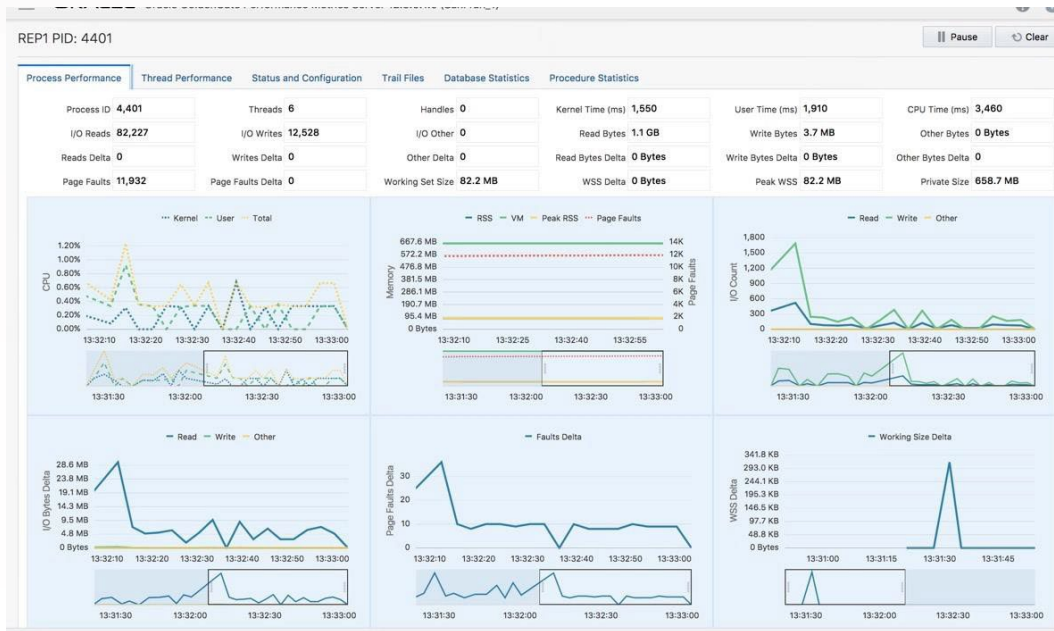 REP1 PID: 4401
Pause
Clear
Process Performance Thread Performance Status and Configuration Trail Files Database Statistics Procedure Statistics
Process ID 4,401 Threads 6 Handles 0 Kernel Time (ms) 1,550 User Time (ms) 1,910 CPU Time (ms) 3,460
I/O Reads 82,227 I/O Writes 12,528 I/O Other 0 Read Bytes 1.1 GB Write Bytes 3.7 MB Other Bytes 0 Bytes
Reads Delta 0 Writes Delta 0 Other Delta 0 Read Bytes Delta 0 Bytes Write Bytes Delta 0 Bytes Other Bytes Delta 0
Page Faults 11,932 Page Faults Delta 0 Working Set Size 82.2 MB WSS Delta 0 Bytes Peak WSS 82.2 MB Private Size 658.7 MB
Kernel User Total
1.20%
1.00%
0.80%
0.60%
0.40%
0.20%
0.00%
CPU
13:32:10 13:32:20 13:32:30 13:32:40 13:32:50 13:33:00
13:31:30 13:32:00 13:32:30 13:33:00
RSS VM Peak RSS Page Faults
667.6 MB
572.2 MB
476.8 MB
381.5 MB
286.1 MB
190.7 MB
95.4 MB
0 Bytes
Memory
14K
12K
10K
8K
6K
4K
2K
0
Page Faults
13:32:10 13:32:25 13:32:40 13:32:55
13:31:30 13:32:00 13:32:30 13:33:00
Read Write Other
1,800
1,500
1,200
900
600
300
0
I/O Count
13:32:10 13:32:20 13:32:30 13:32:40 13:32:50 13:33:00
13:31:30 13:32:00 13:32:30 13:33:00
Read Write Other
28.6 MB
23.8 MB
19.1 MB
14.3 MB
9.5 MB
4.8 MB
0 Bytes
I/O Bytes Delta
13:32:10 13:32:20 13:32:30 13:32:40 13:32:50 13:33:00
13:31:30 13:32:00 13:32:30 13:33:00
Faults Delta
30
20
10
0
Page Faults Delta
13:32:10 13:32:20 13:32:30 13:32:40 13:32:50 13:33:00
13:31:30 13:32:00 13:32:30 13:33:00
Working Size Delta
341.8 KB
293.0 KB
244.1 KB
195.3 KB
146.5 KB
97.7 KB
48.8 KB
0 Bytes
WSS Delta
13:31:00 13:31:15 13:31:30 13:31:45
13:31:30 13:32:00 13:32:30 13:33:00